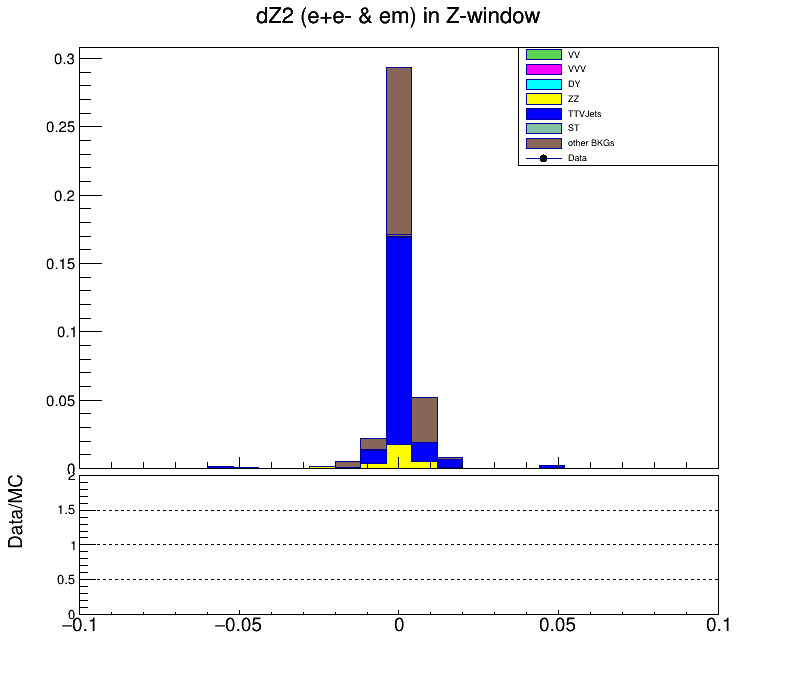 dZ2 (e+e- & em) in Z-window
0.3
0.25
0.2
0.15
0.1
0.05
0
VV
VVV
DY
ZZ
TTVJets
ST
other BKGs
Data
Data/MC
2
1.5
1
0.5
0
−0.1 −0.05 0 0.05 0.1